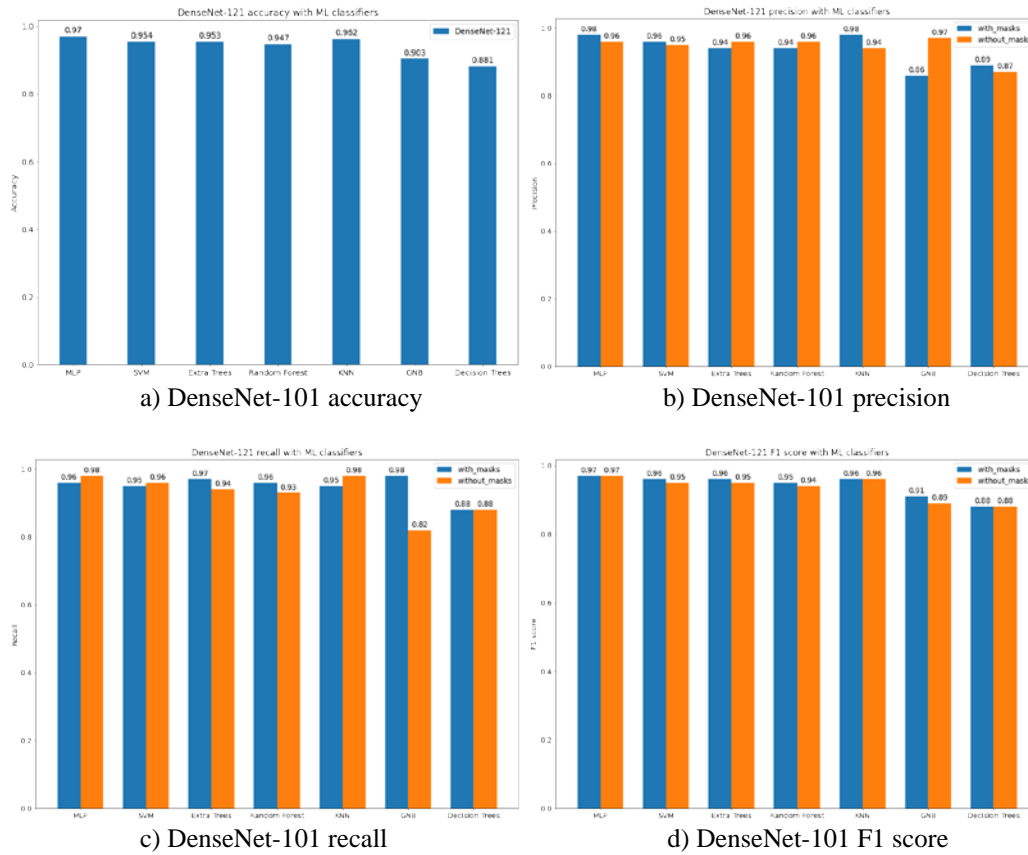 DenseNet-121 accuracy with ML classifiers
1.0
0.8
0.6
0.4
0.2
0.0
Accuracy
0.97
0.954
0.953
0.947
0.962
0.903
0.881
DenseNet-121
MLP
SVM
Extra Trees
Random Forest
KNN
GNB
Decision Trees
a) DenseNet-101 accuracy
DenseNet-121 precision with ML classifiers
1.0
0.8
0.6
0.4
0.2
0.0
Precision
0.98 0.96
0.96 0.95
0.94 0.96
0.94 0.96
0.98 0.94
0.86 0.97
0.89 0.87
with_masks
without_masks
MLP
SVM
Extra Trees
Random Forest
KNN
GNB
Decision Trees
b) DenseNet-101 precision
DenseNet-121 recall with ML classifiers
1.0
0.8
0.6
0.4
0.2
0.0
Recall
0.96 0.98
0.95 0.96
0.97 0.94
0.96 0.93
0.95 0.98
0.98 0.82
0.88 0.88
with_masks
without_masks
MLP
SVM
Extra Trees
Random Forest
KNN
GNB
Decision Trees
c) DenseNet-101 recall
DenseNet-121 F1 score with ML classifiers
1.0
0.8
0.6
0.4
0.2
0.0
F1 score
0.97 0.97
0.96 0.95
0.96 0.95
0.95 0.94
0.96 0.96
0.91 0.89
0.88 0.88
with_masks
without_masks
MLP
SVM
Extra Trees
Random Forest
KNN
GNB
Decision Trees
d) DenseNet-101 F1 score